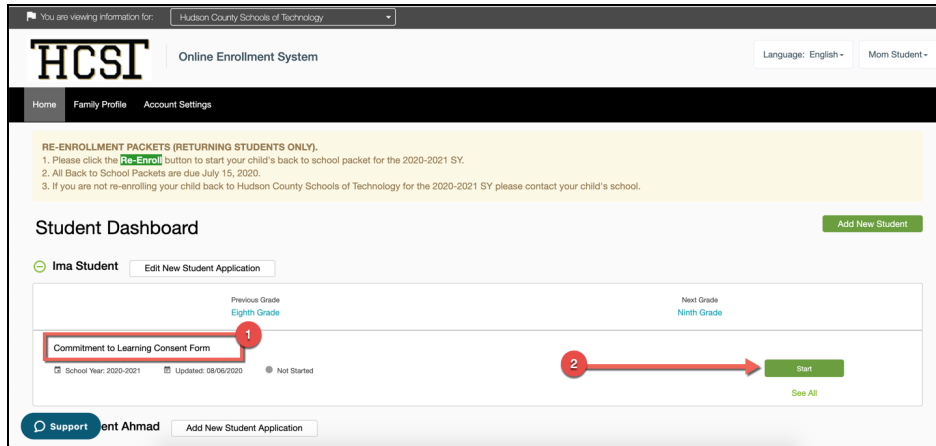 You are viewing information for: Hudson County Schools of Technology
HCST Online Enrollment System Language: English Mom Student
Home Family Profile Account Settings
RE-ENROLLMENT PACKETS (RETURNING STUDENTS ONLY).
1. Please click the Re-Enroll button to start your child's back to school packet for the 2020-2021 SY.
2. All Back to School Packets are due July 15, 2020.
3. If you are not re-enrolling your child back to Hudson County Schools of Technology for the 2020-2021 SY please contact your child's school.
Student Dashboard Add New Student
Ima Student Edit New Student Application
Previous Grade Next Grade
Eighth Grade Ninth Grade
1
Commitment to Learning Consent Form
2
School Year: 2020-2021 Updated: 08/06/2020 Not Started Start
See All
Support ent Ahmad Add New Student Application